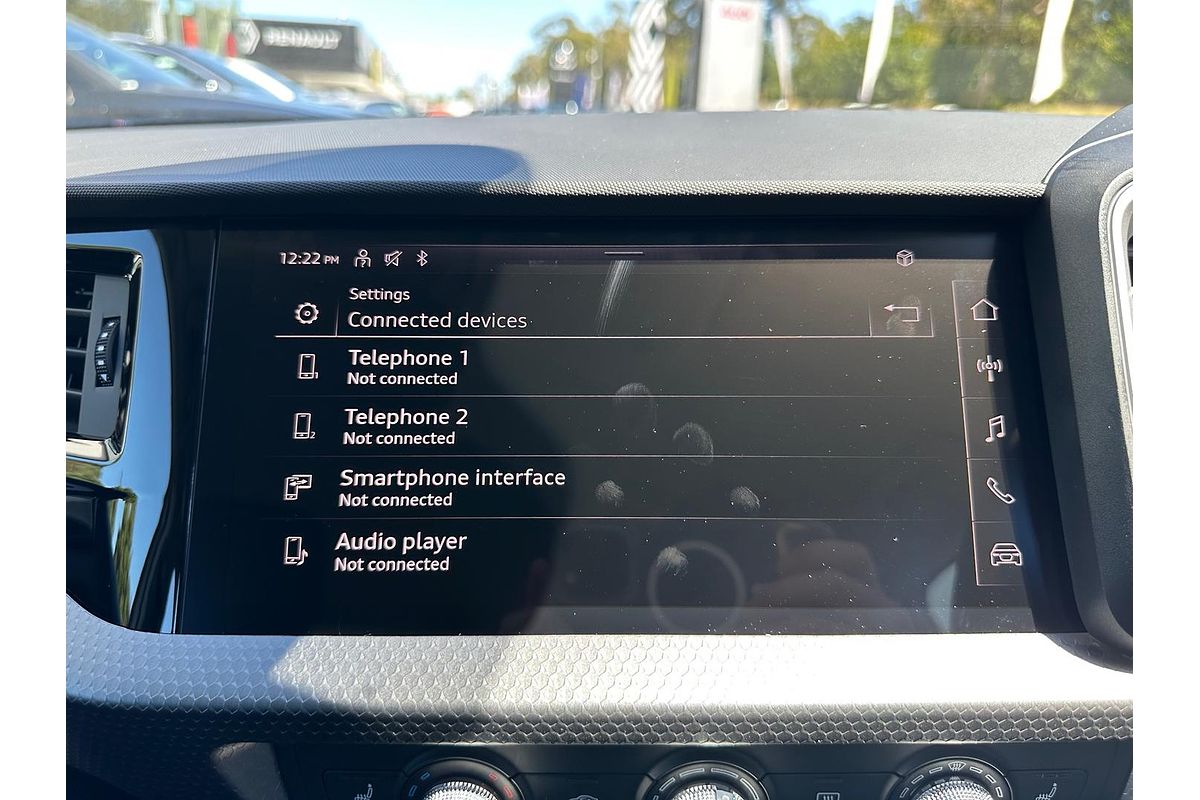 RENAULT
12:22 PM
Settings
Connected devices
Telephone 1
Not connected
Telephone 2
Not connected
Smartphone interface
Not connected
Audio player
Not connected